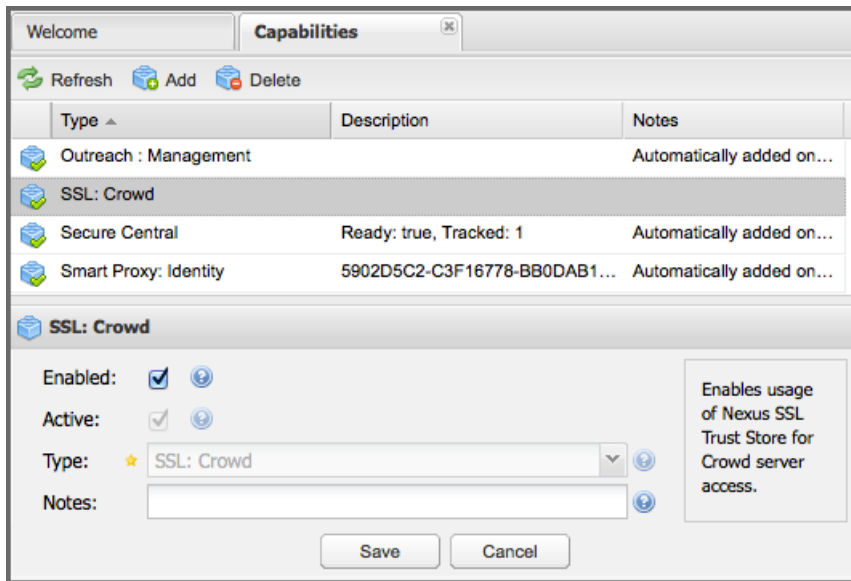 Welcome
Capabilities
Refresh Add Delete
Type Description Notes
Outreach : Management Automatically added on...
SSL: Crowd
Secure Central Ready: true, Tracked: 1 Automatically added on...
Smart Proxy: Identity 5902D5C2-C3F16778-BB0DAB1... Automatically added on...
SSL: Crowd
Enabled:
Active:
Type: SSL: Crowd
Notes:
Enables usage
of Nexus SSL
Trust Store for
Crowd server
access.
Save Cancel